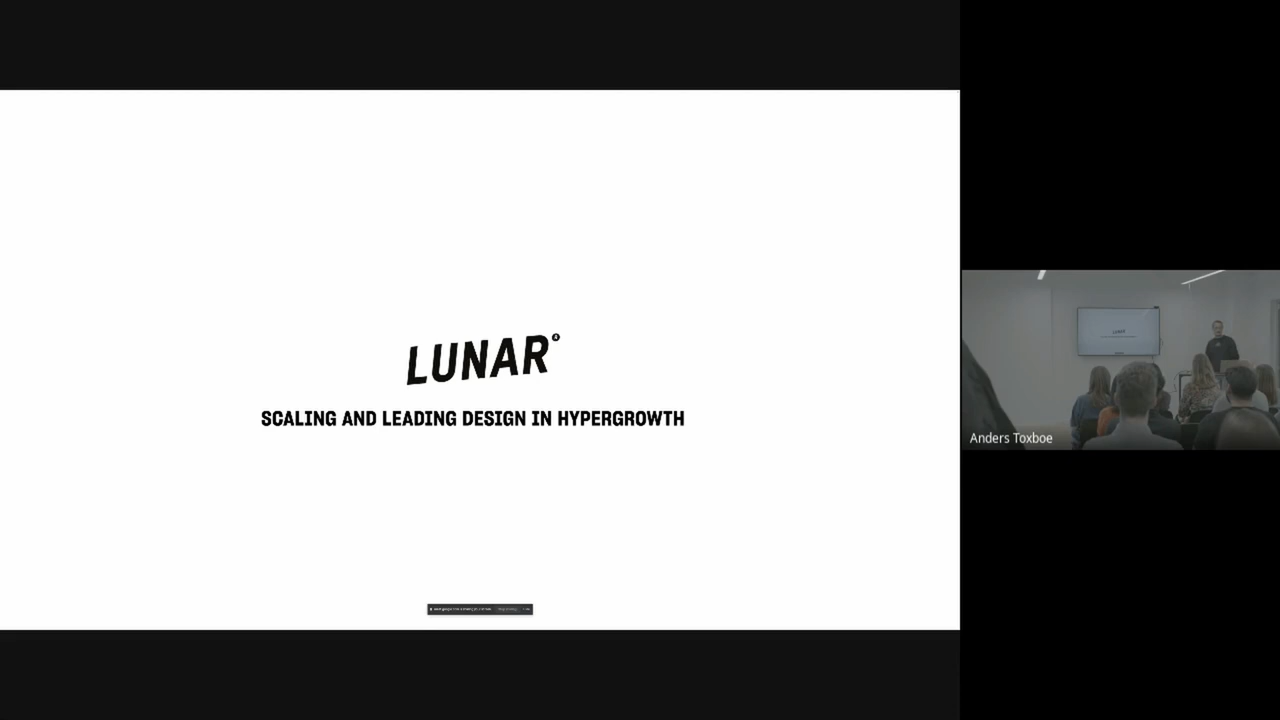 LUNAR
SCALING AND LEADING DESIGN IN HYPERGROWTH
Anders Toxboe